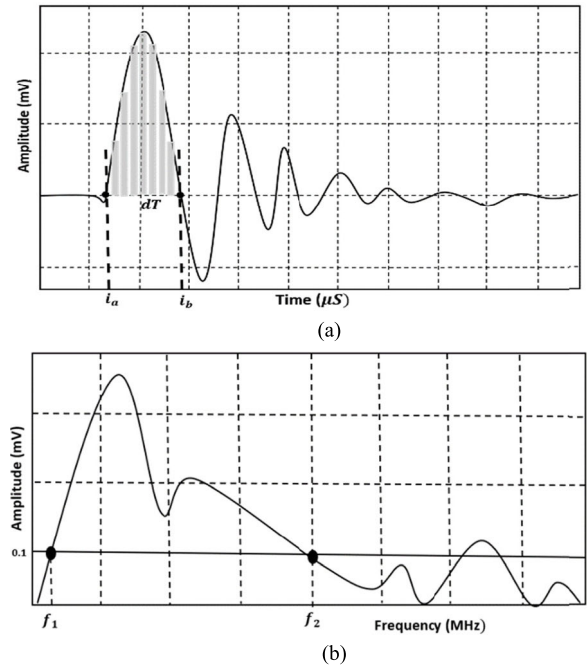 Amplitude (mV)
dT
i_a
i_b
Time (μS)
(a)
Amplitude (mV)
0.1
f_1
f_2
Frequency (MHz)
(b)